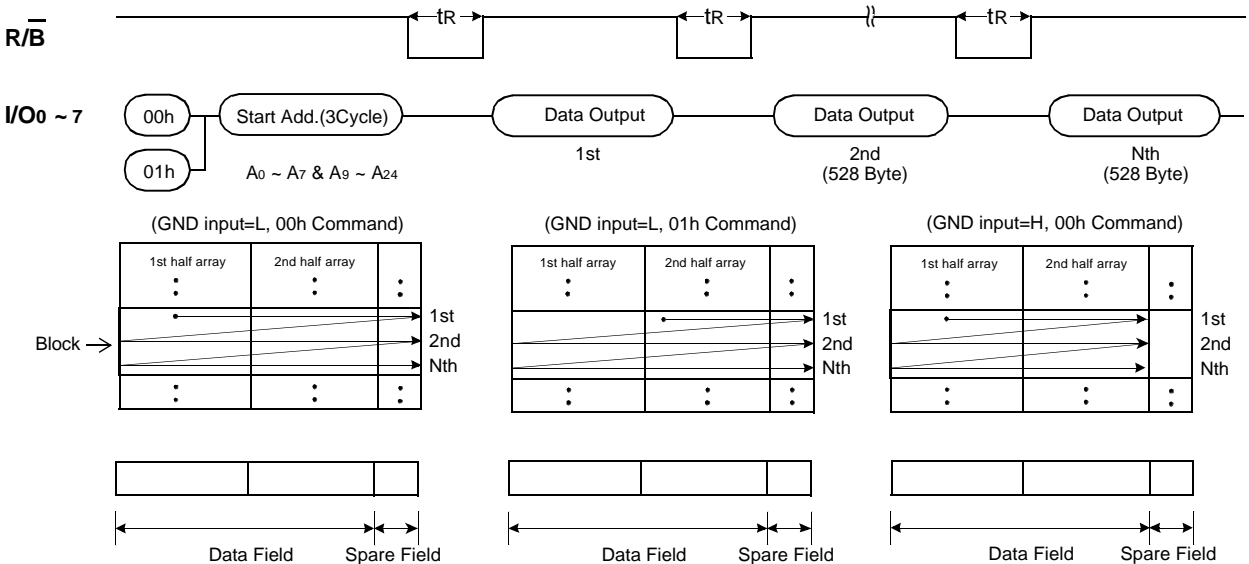 R/B tR tR tR
I/O0 ~ 7 00h Start Add.(3Cycle) Data Output Data Output Data Output
01h A0 ~ A7 & A9 ~ A24 1st 2nd Nth
(528 Byte) (528 Byte)
(GND input=L, 00h Command) (GND input=L, 01h Command) (GND input=H, 00h Command)
1st half array 2nd half array 1st half array 2nd half array 1st half array 2nd half array
1st 1st 1st
Block 2nd 2nd 2nd
Nth Nth Nth
Data Field Spare Field Data Field Spare Field Data Field Spare Field